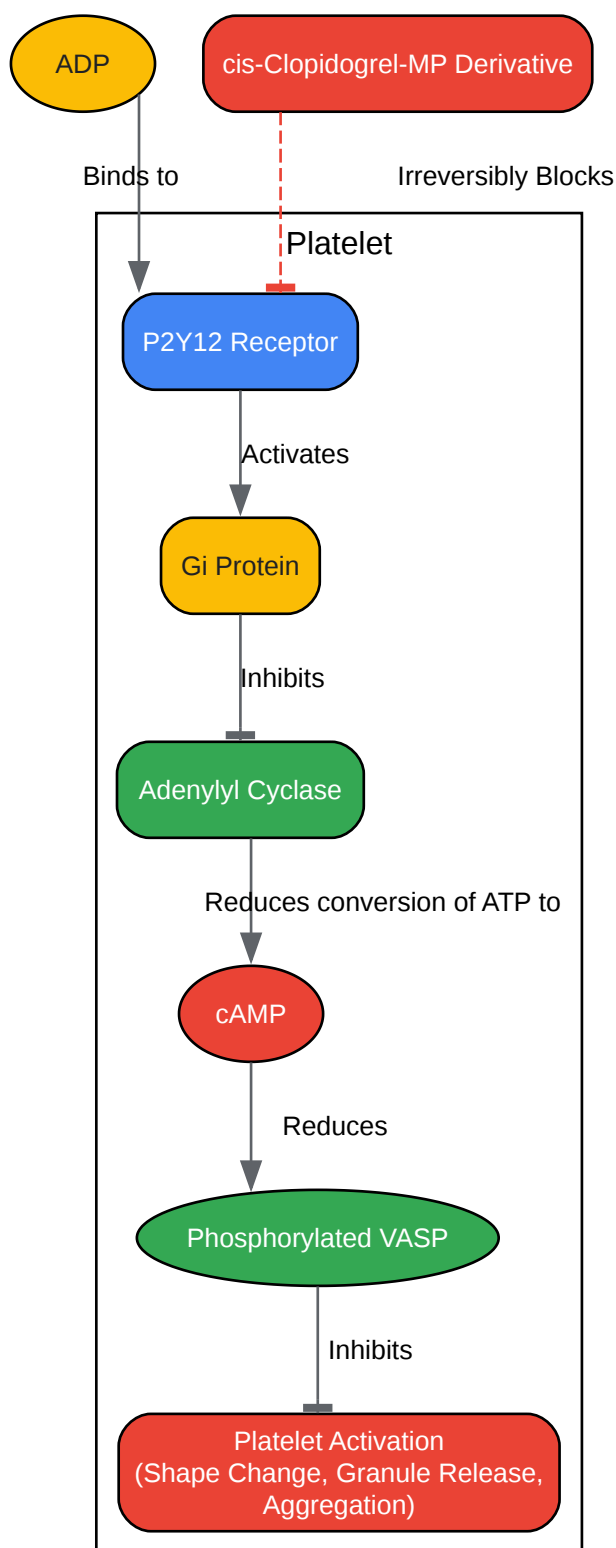 ADP
cis-Clopidogrel-MP Derivative
Binds to
Irreversibly Blocks
Platelet
P2Y12 Receptor
Activates
Gi Protein
Inhibits
Adenylyl Cyclase
Reduces conversion of ATP to
cAMP
Reduces
Phosphorylated VASP
Inhibits
Platelet Activation
(Shape Change, Granule Release,
Aggregation)